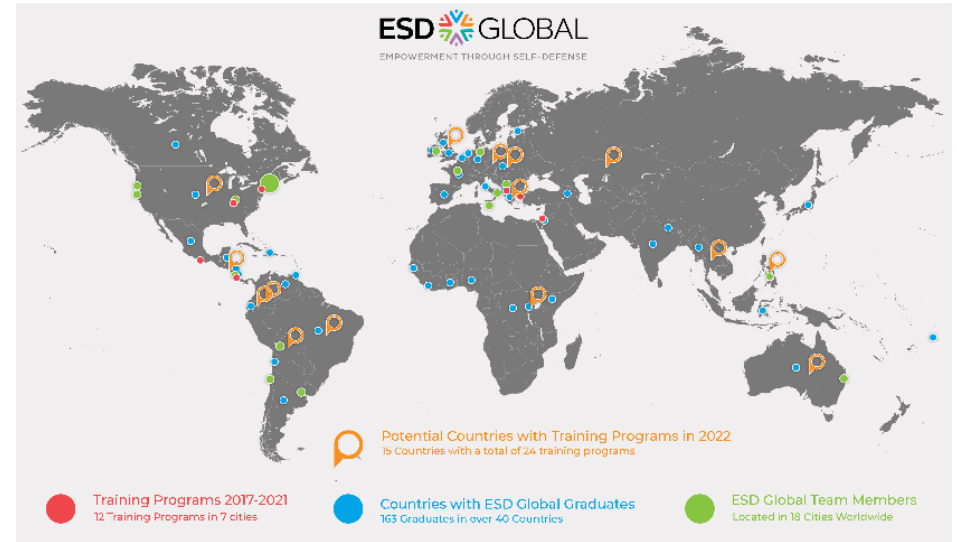 ESD GLOBAL
EMPOWERMENT THROUGH SELF-DEFENSE
Potential Countries with Training Programs in 2022
15 Countries with a total of 24 training programs
Training Programs 2017-2021
12 Training Programs in 7 cities
Countries with ESD Global Graduates
163 Graduates in over 40 Countries
ESD Global Team Members
Located in 18 Cities Worldwide